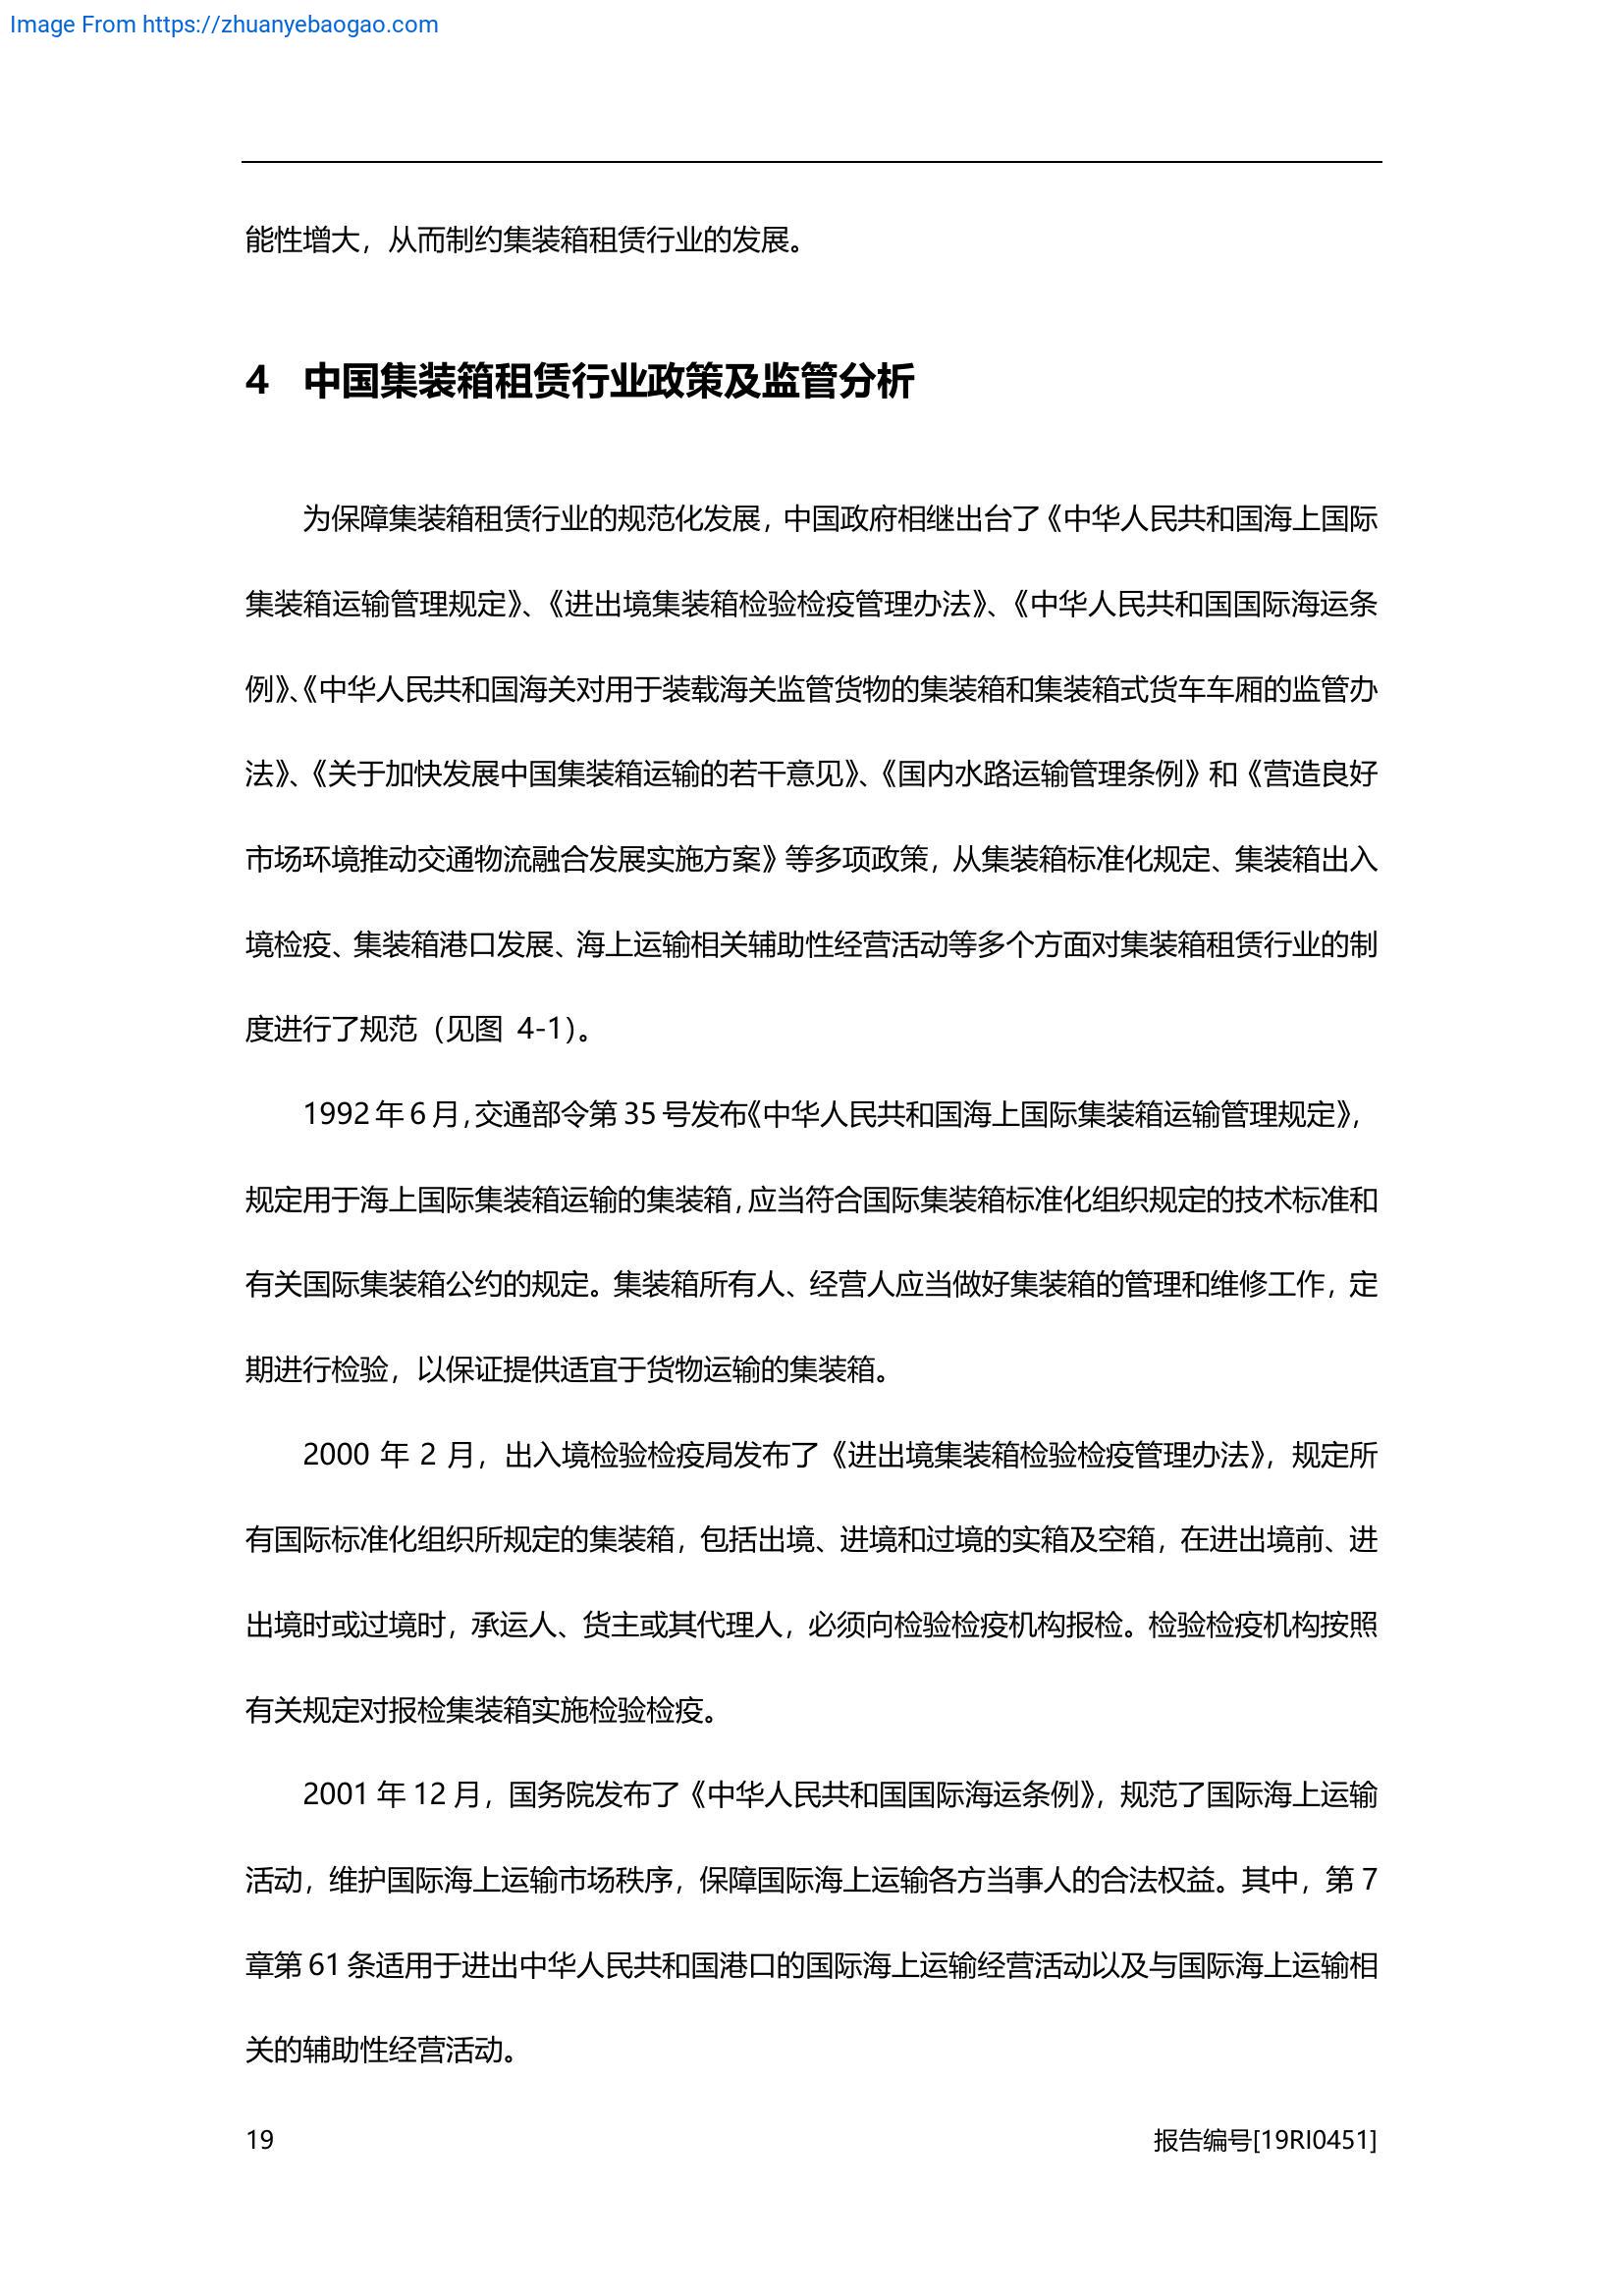 Image From https://zhuanyebaogao.com
能性增大，从而制约集装箱租赁行业的发展。
4 中国集装箱租赁行业政策及监管分析
为保障集装箱租赁行业的规范化发展，中国政府相继出台了《中华人民共和国海上国际
集装箱运输管理规定》、《进出境集装箱检验检疫管理办法》、《中华人民共和国国际海运条
例》、《中华人民共和国海关对用于装载海关监管货物的集装箱和集装箱式货车车厢的监管办
法》、《关于加快发展中国集装箱运输的若干意见》、《国内水路运输管理条例》和《营造良好
市场环境推动交通物流融合发展实施方案》等多项政策，从集装箱标准化规定、集装箱出入
境检疫、集装箱港口发展、海上运输相关辅助性经营活动等多个方面对集装箱租赁行业的制
度进行了规范（见图 4-1）。
1992 年 6 月，交通部令第 35 号发布《中华人民共和国海上国际集装箱运输管理规定》，
规定用于海上国际集装箱运输的集装箱，应当符合国际集装箱标准化组织规定的技术标准和
有关国际集装箱公约的规定。集装箱所有人、经营人应当做好集装箱的管理和维修工作，定
期进行检验，以保证提供适宜于货物运输的集装箱。
2000 年 2 月，出入境检验检疫局发布了《进出境集装箱检验检疫管理办法》，规定所
有国际标准化组织所规定的集装箱，包括出境、进境和过境的实箱及空箱，在进出境前、进
出境时或过境时，承运人、货主或其代理人，必须向检验检疫机构报检。检验检疫机构按照
有关规定对报检集装箱实施检验检疫。
2001 年 12 月，国务院发布了《中华人民共和国国际海运条例》，规范了国际海上运输
活动，维护国际海上运输市场秩序，保障国际海上运输各方当事人的合法权益。其中，第 7
章第 61 条适用于进出中华人民共和国港口的国际海上运输经营活动以及与国际海上运输相
关的辅助性经营活动。
19 报告编号[19RI0451]